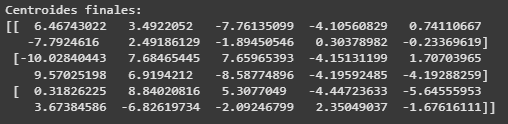 Centroides finales:
[[  6.46743022   3.4922052   -7.76135099  -4.10560829   0.74110667
   -7.7924616    2.49186129  -1.89450546   0.30378982  -0.23369619]
 [-10.02840443   7.68465445   7.65965393  -4.15131199   1.70703965
    9.57025198   6.9194212   -8.58774896  -4.19592485  -4.19288259]
 [  0.31826225   8.84020816   5.3077049   -4.44723633  -5.64555953
    3.67384586  -6.82619734  -2.09246799   2.35049037  -1.67616111]]